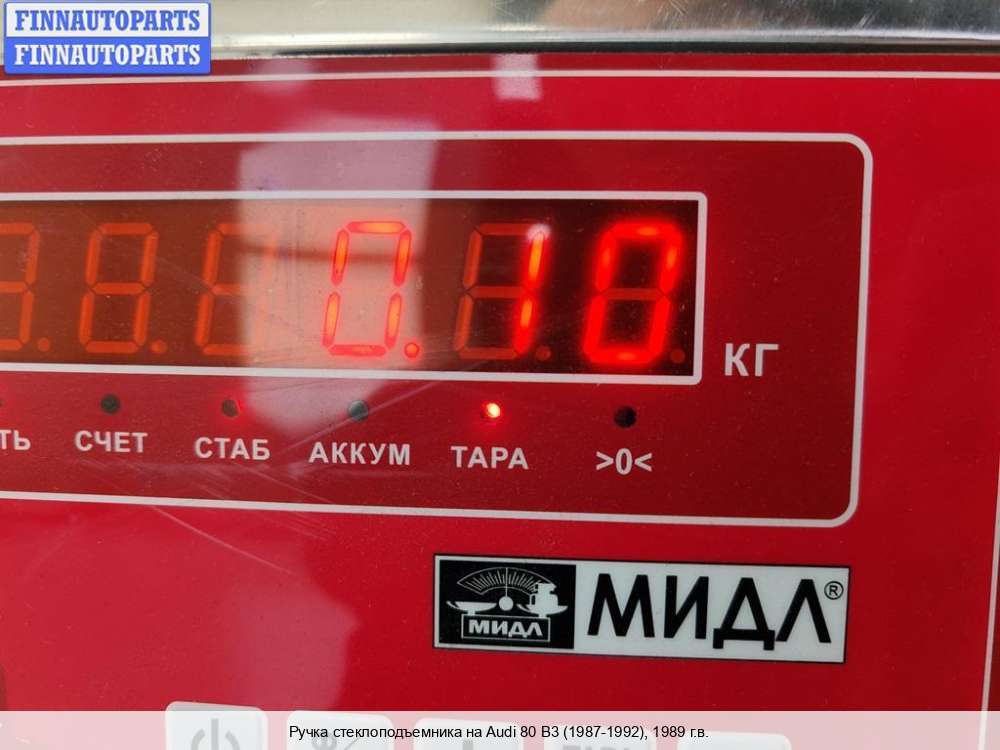 FINNAUTOPARTS
FINNAUTOPARTS
0.10
КГ
ТЬ СЧЕТ СТАБ АККУМ ТАРА >0<
МИДЛ МИДЛ®
Ручка стеклоподъемника на Audi 80 B3 (1987-1992), 1989 г.в.